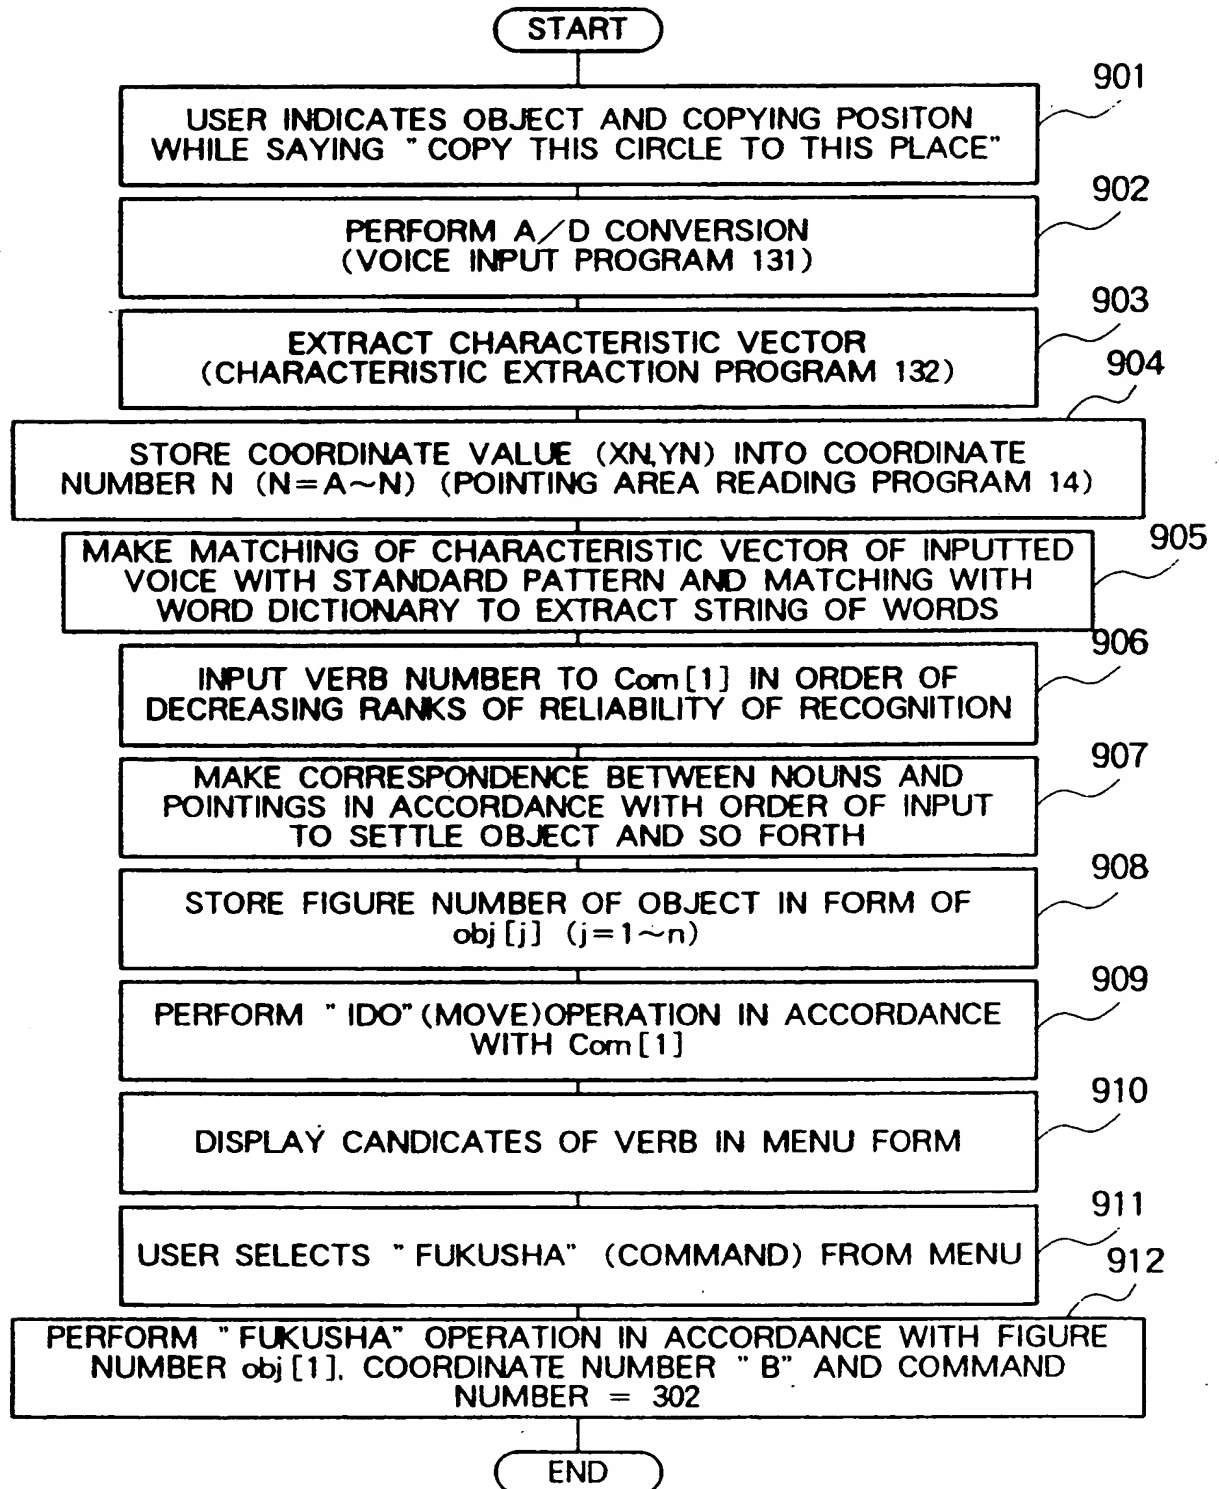 START
901
USER INDICATES OBJECT AND COPYING POSITON
WHILE SAYING " COPY THIS CIRCLE TO THIS PLACE"
902
PERFORM A/D CONVERSION
(VOICE INPUT PROGRAM 131)
903
EXTRACT CHARACTERISTIC VECTOR
(CHARACTERISTIC EXTRACTION PROGRAM 132)
904
STORE COORDINATE VALUE (XN,YN) INTO COORDINATE
NUMBER N (N=A~N) (POINTING AREA READING PROGRAM 14)
905
MAKE MATCHING OF CHARACTERISTIC VECTOR OF INPUTTED
VOICE WITH STANDARD PATTERN AND MATCHING WITH
WORD DICTIONARY TO EXTRACT STRING OF WORDS
906
INPUT VERB NUMBER TO Com[1] IN ORDER OF
DECREASING RANKS OF RELIABILITY OF RECOGNITION
907
MAKE CORRESPONDENCE BETWEEN NOUNS AND
POINTINGS IN ACCORDANCE WITH ORDER OF INPUT
TO SETTLE OBJECT AND SO FORTH
908
STORE FIGURE NUMBER OF OBJECT IN FORM OF
obj[j] (j=1~n)
909
PERFORM " IDO"(MOVE)OPERATION IN ACCORDANCE
WITH Com[1]
910
DISPLAY CANDICATES OF VERB IN MENU FORM
911
USER SELECTS " FUKUSHA" (COMMAND) FROM MENU
912
PERFORM " FUKUSHA" OPERATION IN ACCORDANCE WITH FIGURE
NUMBER obj[1], COORDINATE NUMBER " B" AND COMMAND
NUMBER = 302
END